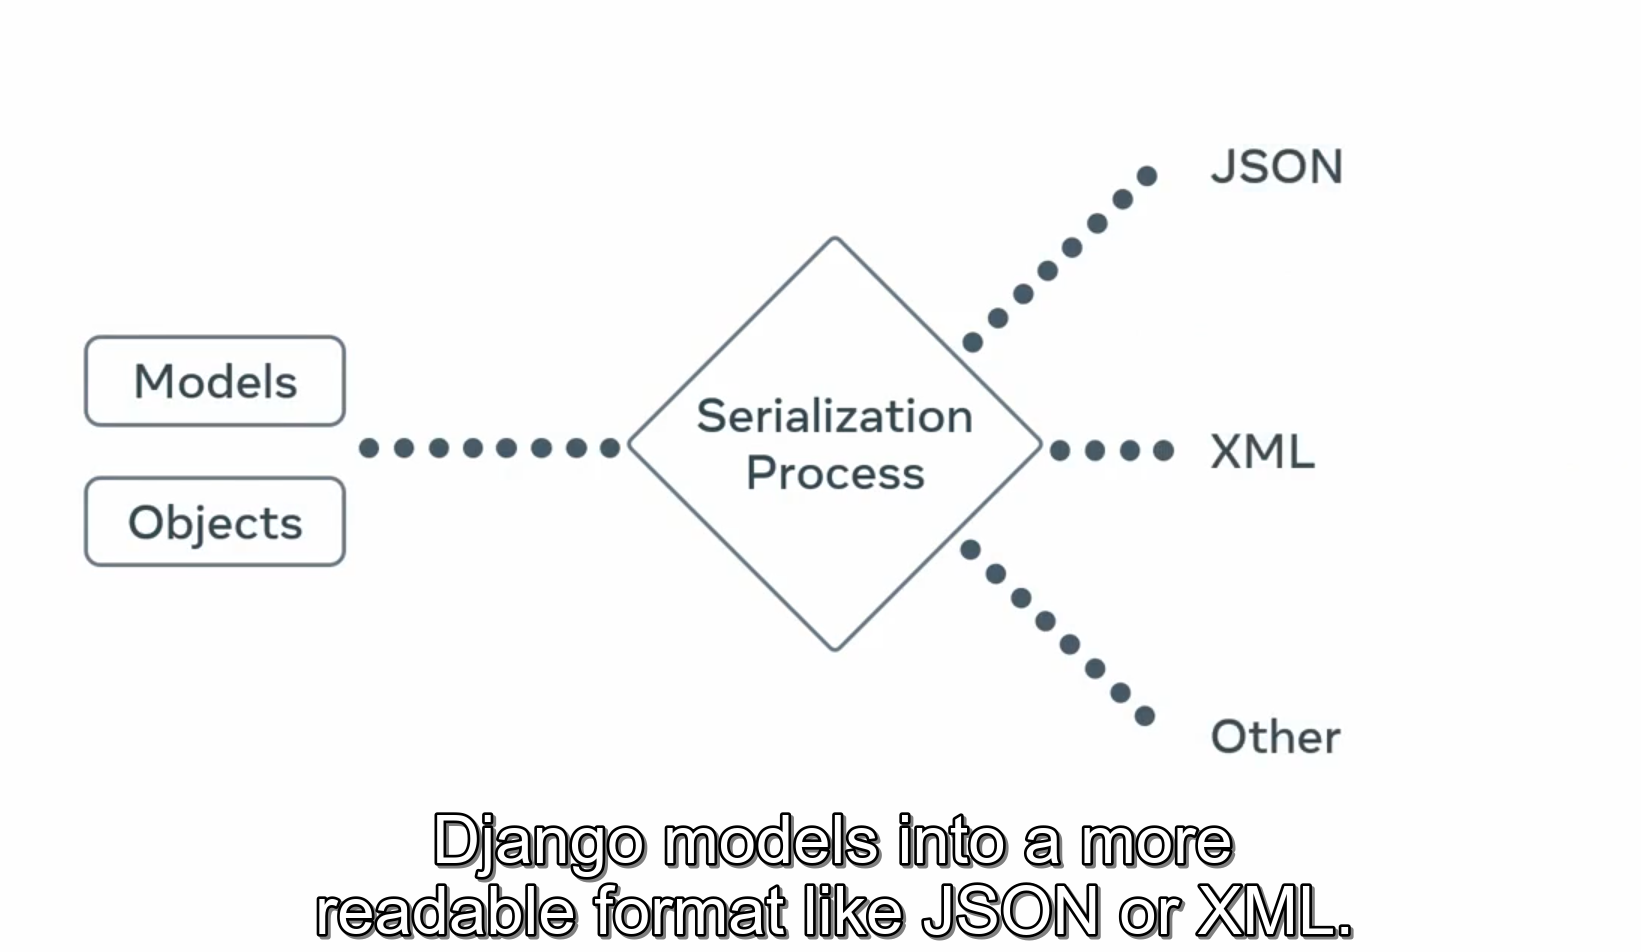 Models
Objects
Serialization
Process
JSON
XML
Other
Django models into a more
readable format like JSON or XML.